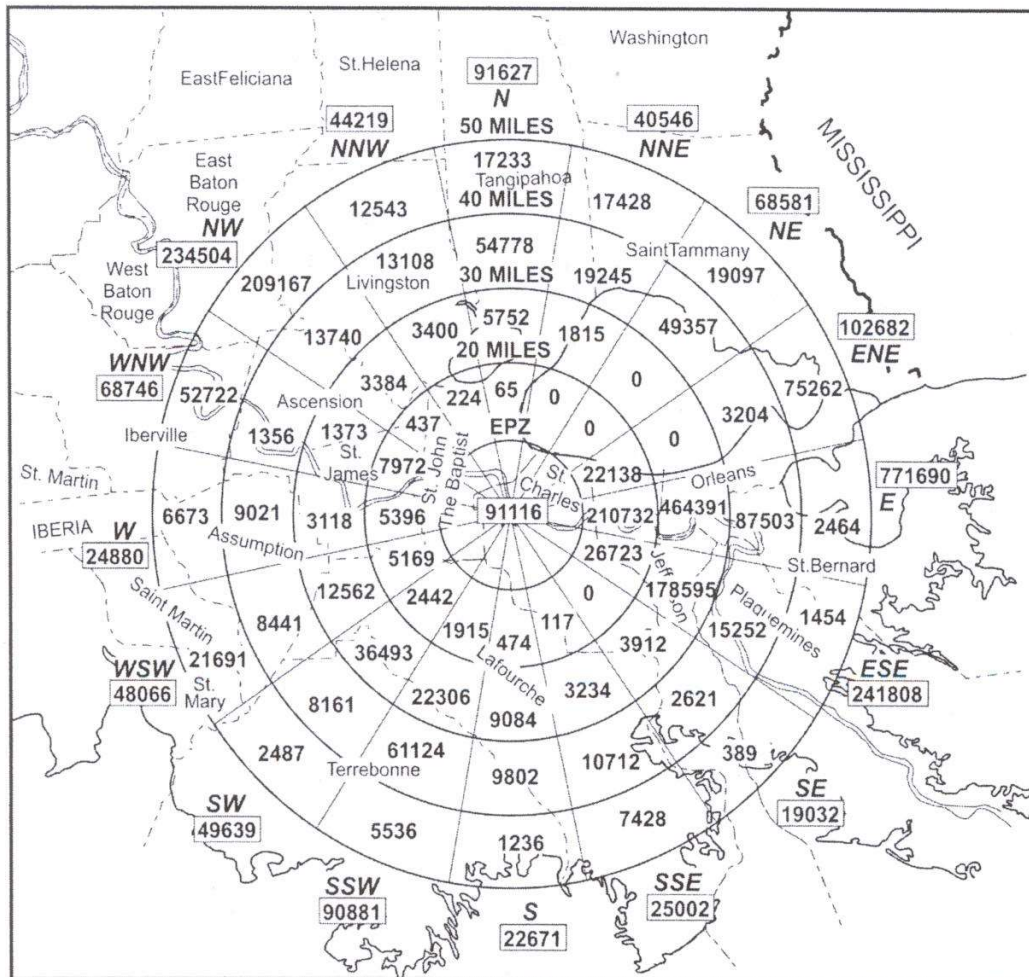 Washington
EastFeliciana
St.Helena
91627
N
50 MILES
44219
NNW
40546
NNE
MISSISSIPPI
East
Baton
Rouge
NW
234504
17233
Tangipahoa
40 MILES
12543
17428
68581
NE
West
Baton
Rouge
209167
13108
Livingston
54778
30 MILES
19245
SaintTammany
19097
13740
3400
5752
20 MILES
1815
49357
102682
ENE
WNW
68746
52722
3384
Ascension
224
65
0
0
75262
3204
Iberville
1356
1373
St.
James
437
EPZ
0
0
St. Martin
7972
St. John
The Baptist
St.
Charles
22138
Orleans
771690
E
IBERIA
W
24880
6673
9021
3118
5396
91116
210732
464391
87503
2464
Assumption
5169
26723
St.Bernard
Saint Martin
12562
2442
0
Jefferson
178595
Plaquemines
1454
8441
1915
474
117
3912
15252
WSW
48066
21691
St.
Mary
36493
Lafourche
ESE
241808
8161
22306
9084
3234
2621
2487
61124
Terrebonne
9802
10712
389
SW
49639
5536
1236
7428
SE
19032
SSW
90881
S
22671
SSE
25002